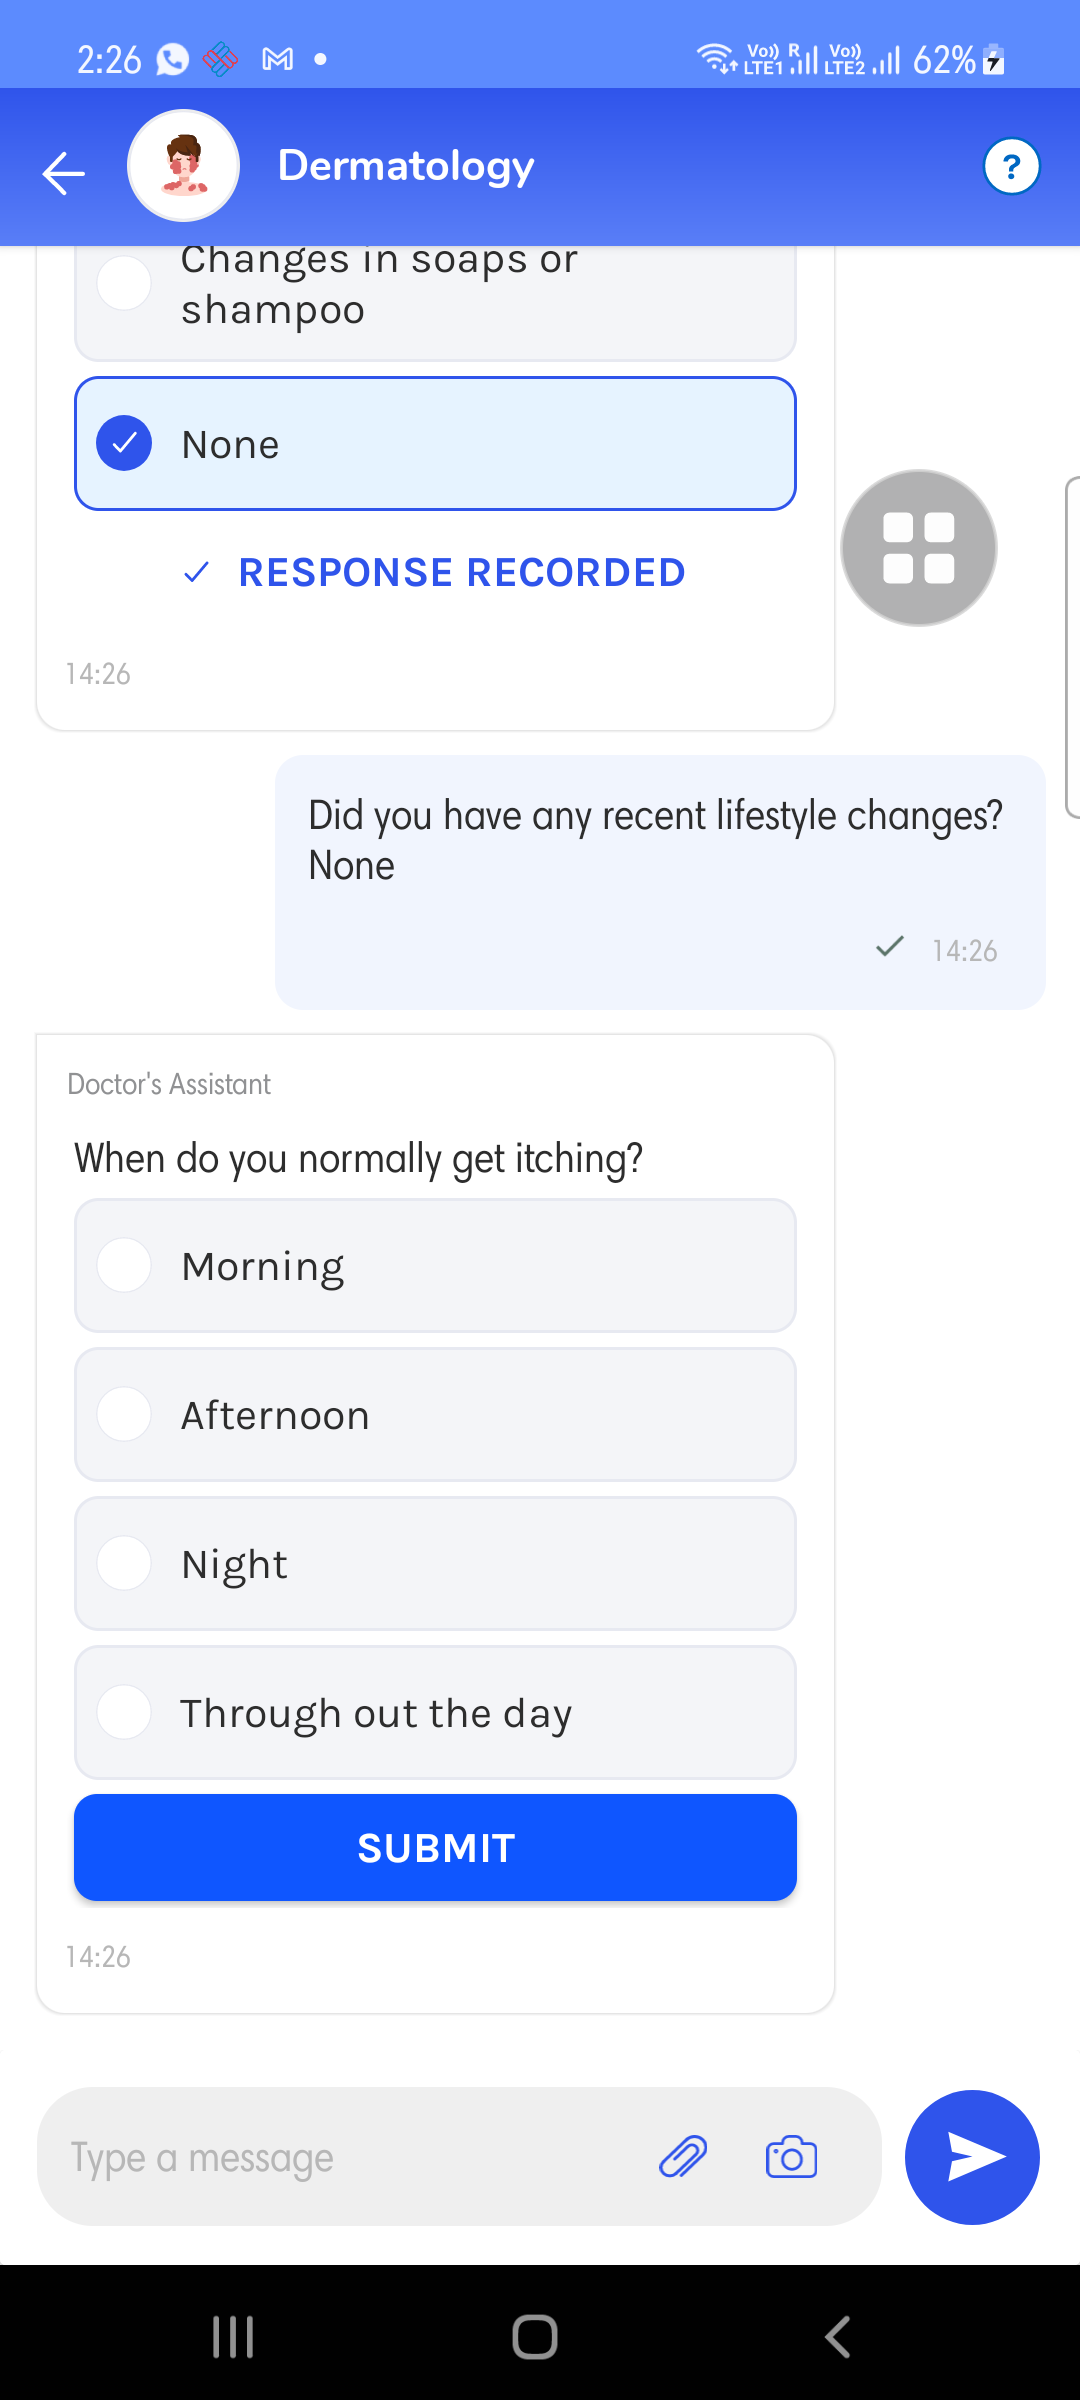 2:26
Vo)) R Vo))
LTE1 LTE2
62%
Dermatology
?
Changes in soaps or
shampoo
None
RESPONSE RECORDED
14:26
Did you have any recent lifestyle changes?
None
14:26
Doctor's Assistant
When do you normally get itching?
Morning
Afternoon
Night
Through out the day
SUBMIT
14:26
Type a message